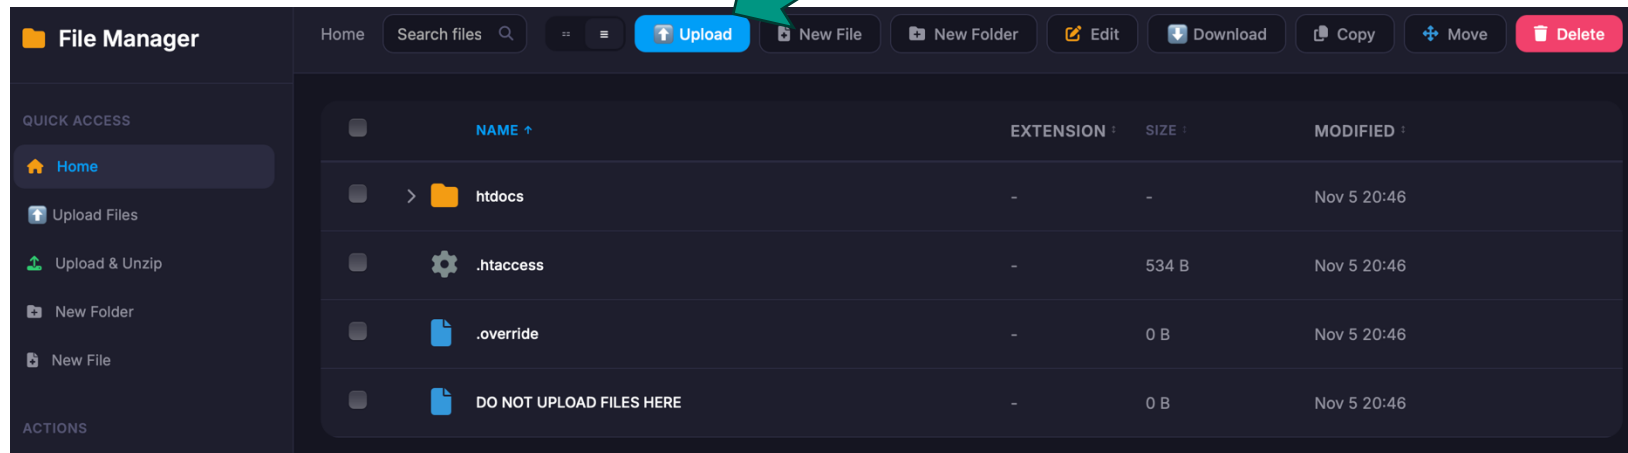 File Manager
Home
Search files
Upload
New File
New Folder
Edit
Download
Copy
Move
Delete
QUICK ACCESS
Home
Upload Files
Upload & Unzip
New Folder
New File
ACTIONS
NAME ↑ EXTENSION SIZE MODIFIED
htdocs - - Nov 5 20:46
.htaccess - 534 B Nov 5 20:46
.override - 0 B Nov 5 20:46
DO NOT UPLOAD FILES HERE - 0 B Nov 5 20:46